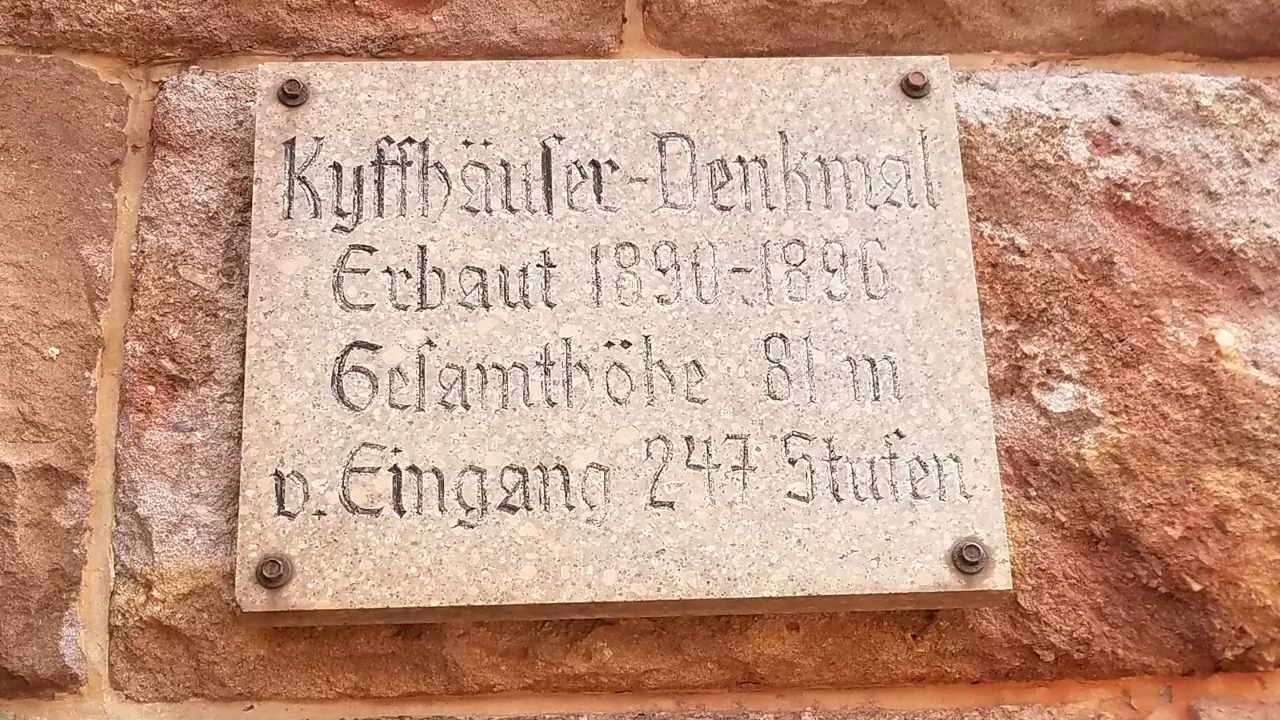 Kyffhäuſer-Denkmal
Erbaut 1890-1896
Geſamthöhe 81 m
v. Eingang 247 Stufen